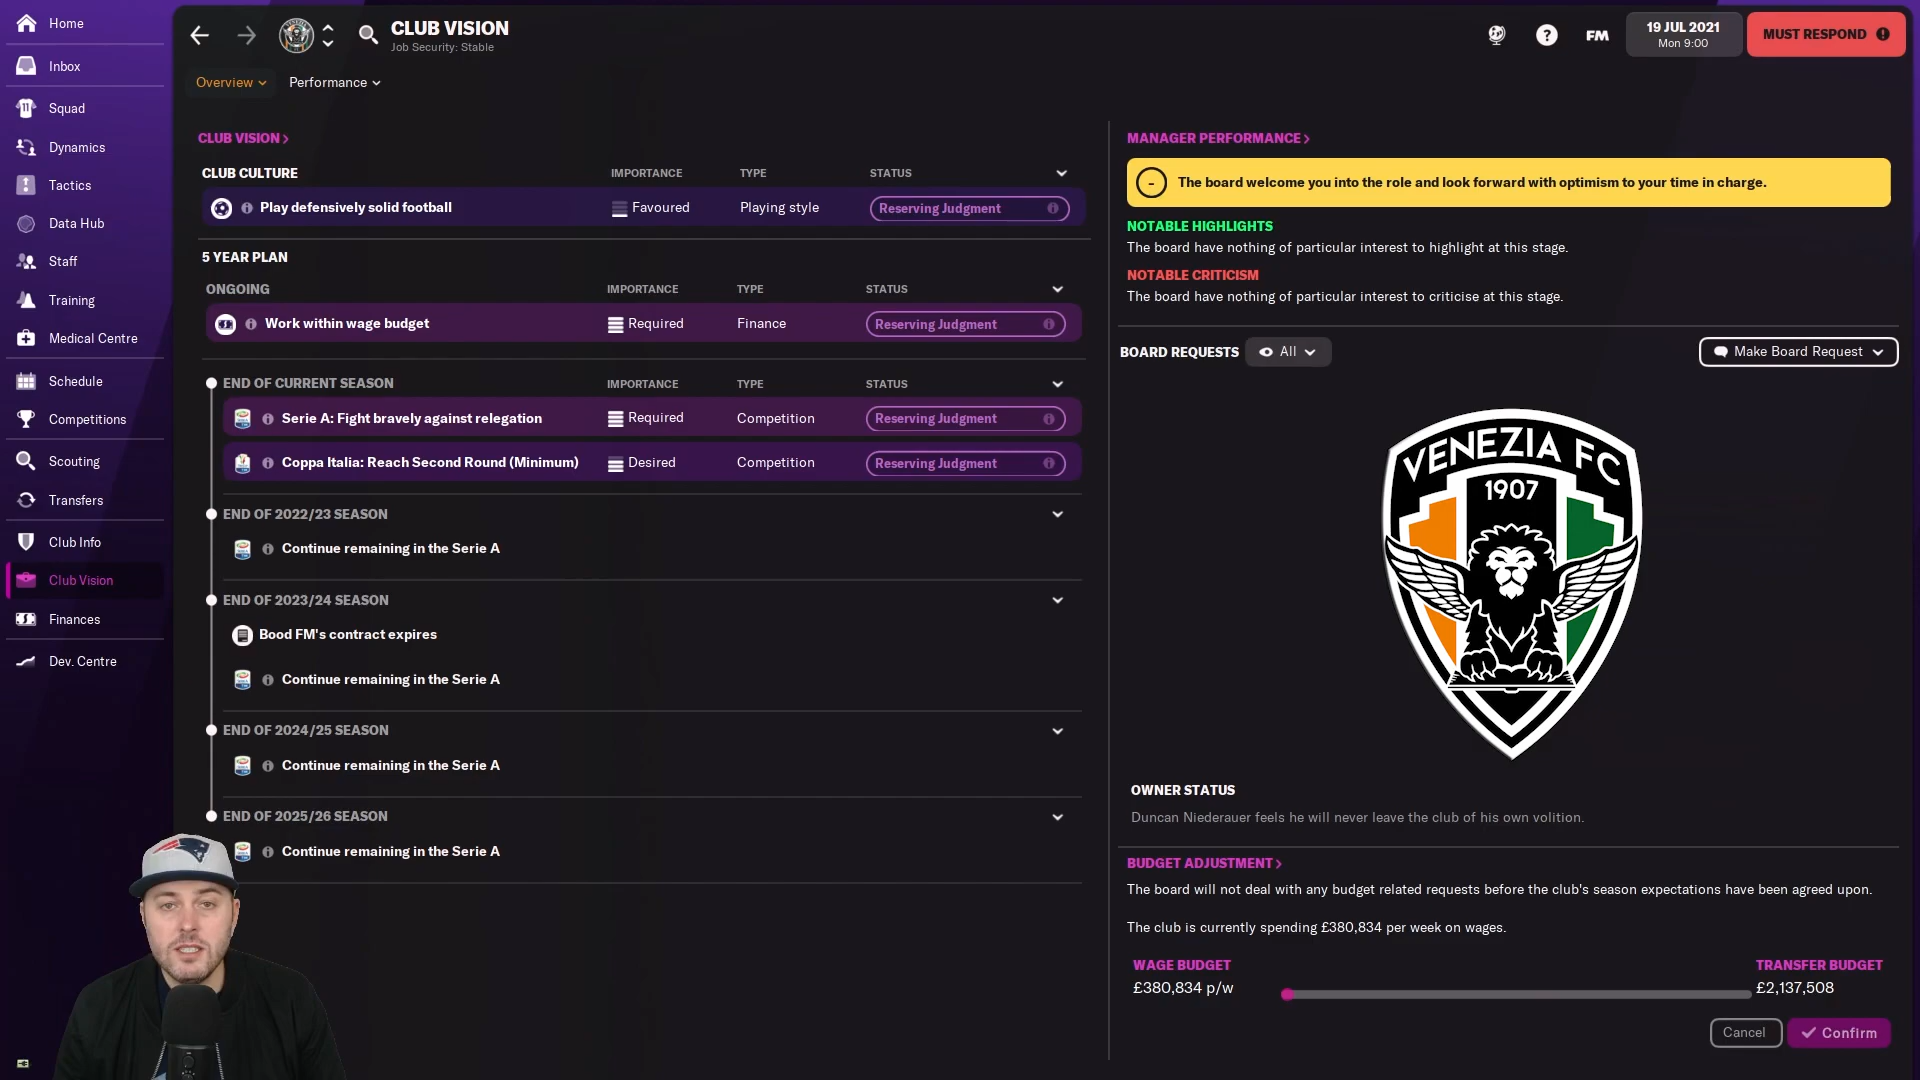 Home
Inbox
Squad
Dynamics
Tactics
Data Hub
Staff
Training
Medical Centre
Schedule
Competitions
Scouting
Transfers
Club Info
Club Vision
Finances
Dev. Centre
CLUB VISION
Job Security: Stable
FM
19 JUL 2021
Mon 9:00
MUST RESPOND
Overview
Performance
CLUB VISION
CLUB CULTURE IMPORTANCE TYPE STATUS
Play defensively solid football Favoured Playing style Reserving Judgment
5 YEAR PLAN
ONGOING IMPORTANCE TYPE STATUS
Work within wage budget Required Finance Reserving Judgment
END OF CURRENT SEASON IMPORTANCE TYPE STATUS
Serie A: Fight bravely against relegation Required Competition Reserving Judgment
Coppa Italia: Reach Second Round (Minimum) Desired Competition Reserving Judgment
END OF 2022/23 SEASON
Continue remaining in the Serie A
END OF 2023/24 SEASON
Bood FM's contract expires
Continue remaining in the Serie A
END OF 2024/25 SEASON
Continue remaining in the Serie A
END OF 2025/26 SEASON
Continue remaining in the Serie A
MANAGER PERFORMANCE
The board welcome you into the role and look forward with optimism to your time in charge.
NOTABLE HIGHLIGHTS
The board have nothing of particular interest to highlight at this stage.
NOTABLE CRITICISM
The board have nothing of particular interest to criticise at this stage.
BOARD REQUESTS All Make Board Request
VENEZIA FC
1907
OWNER STATUS
Duncan Niederauer feels he will never leave the club of his own volition.
BUDGET ADJUSTMENT
The board will not deal with any budget related requests before the club's season expectations have been agreed upon.
The club is currently spending £380,834 per week on wages.
WAGE BUDGET TRANSFER BUDGET
£380,834 p/w £2,137,508
Cancel Confirm